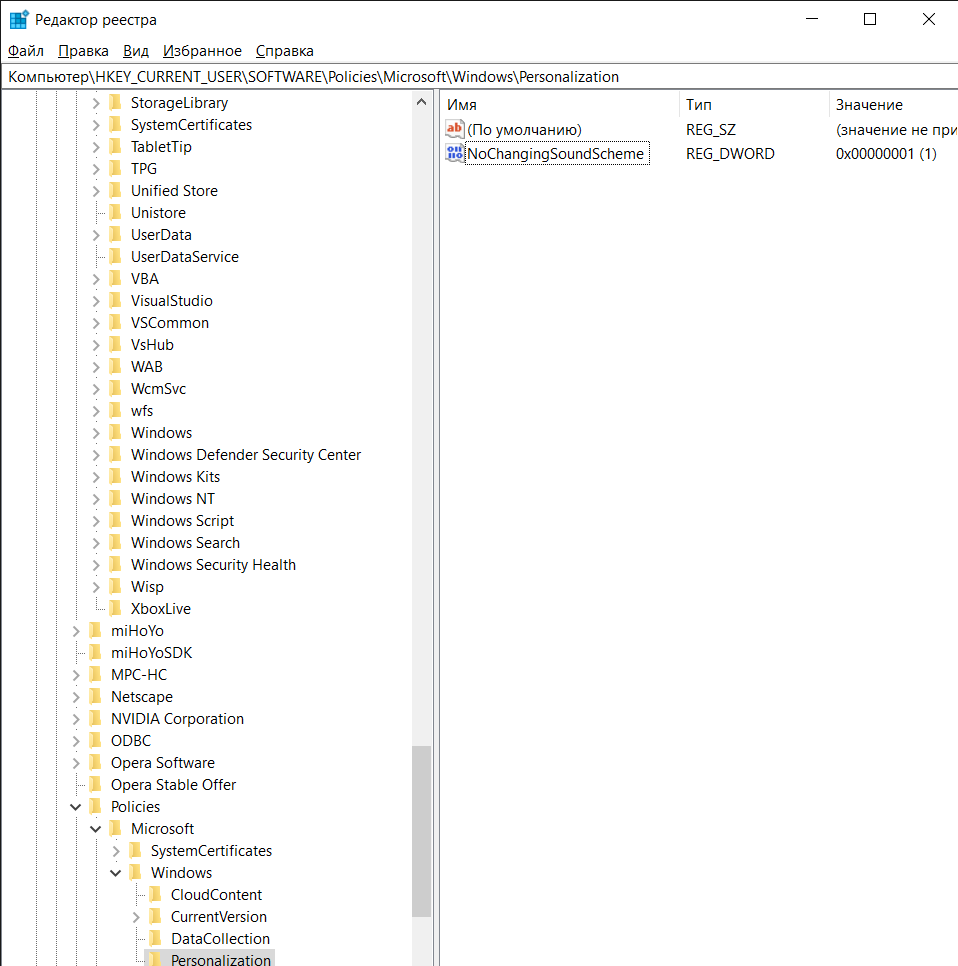 Редактор реестра
Файл Правка Вид Избранное Справка
Компьютер\HKEY_CURRENT_USER\SOFTWARE\Policies\Microsoft\Windows\Personalization
StorageLibrary
SystemCertificates
TabletTip
TPG
Unified Store
Unistore
UserData
UserDataService
VBA
VisualStudio
VSCommon
VsHub
WAB
WcmSvc
wfs
Windows
Windows Defender Security Center
Windows Kits
Windows NT
Windows Script
Windows Search
Windows Security Health
Wisp
XboxLive
miHoYo
miHoYoSDK
MPC-HC
Netscape
NVIDIA Corporation
ODBC
Opera Software
Opera Stable Offer
Policies
Microsoft
SystemCertificates
Windows
CloudContent
CurrentVersion
DataCollection
Personalization
Имя Тип Значение
(По умолчанию) REG_SZ (значение не при
NoChangingSoundScheme REG_DWORD 0x00000001 (1)